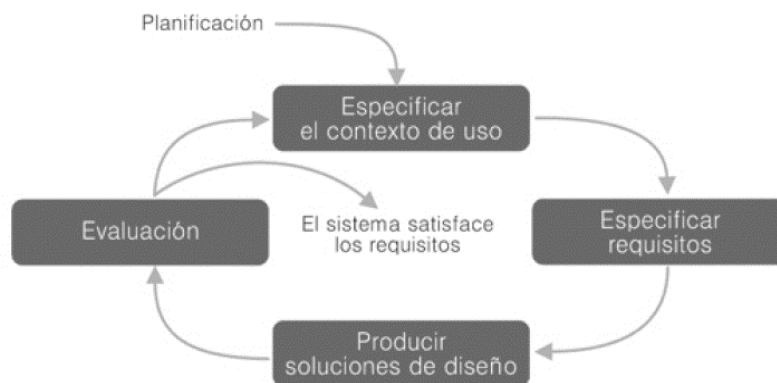 Planificación
Especificar
el contexto de uso
Evaluación
El sistema satisface
los requisitos
Especificar
requisitos
Producir
soluciones de diseño